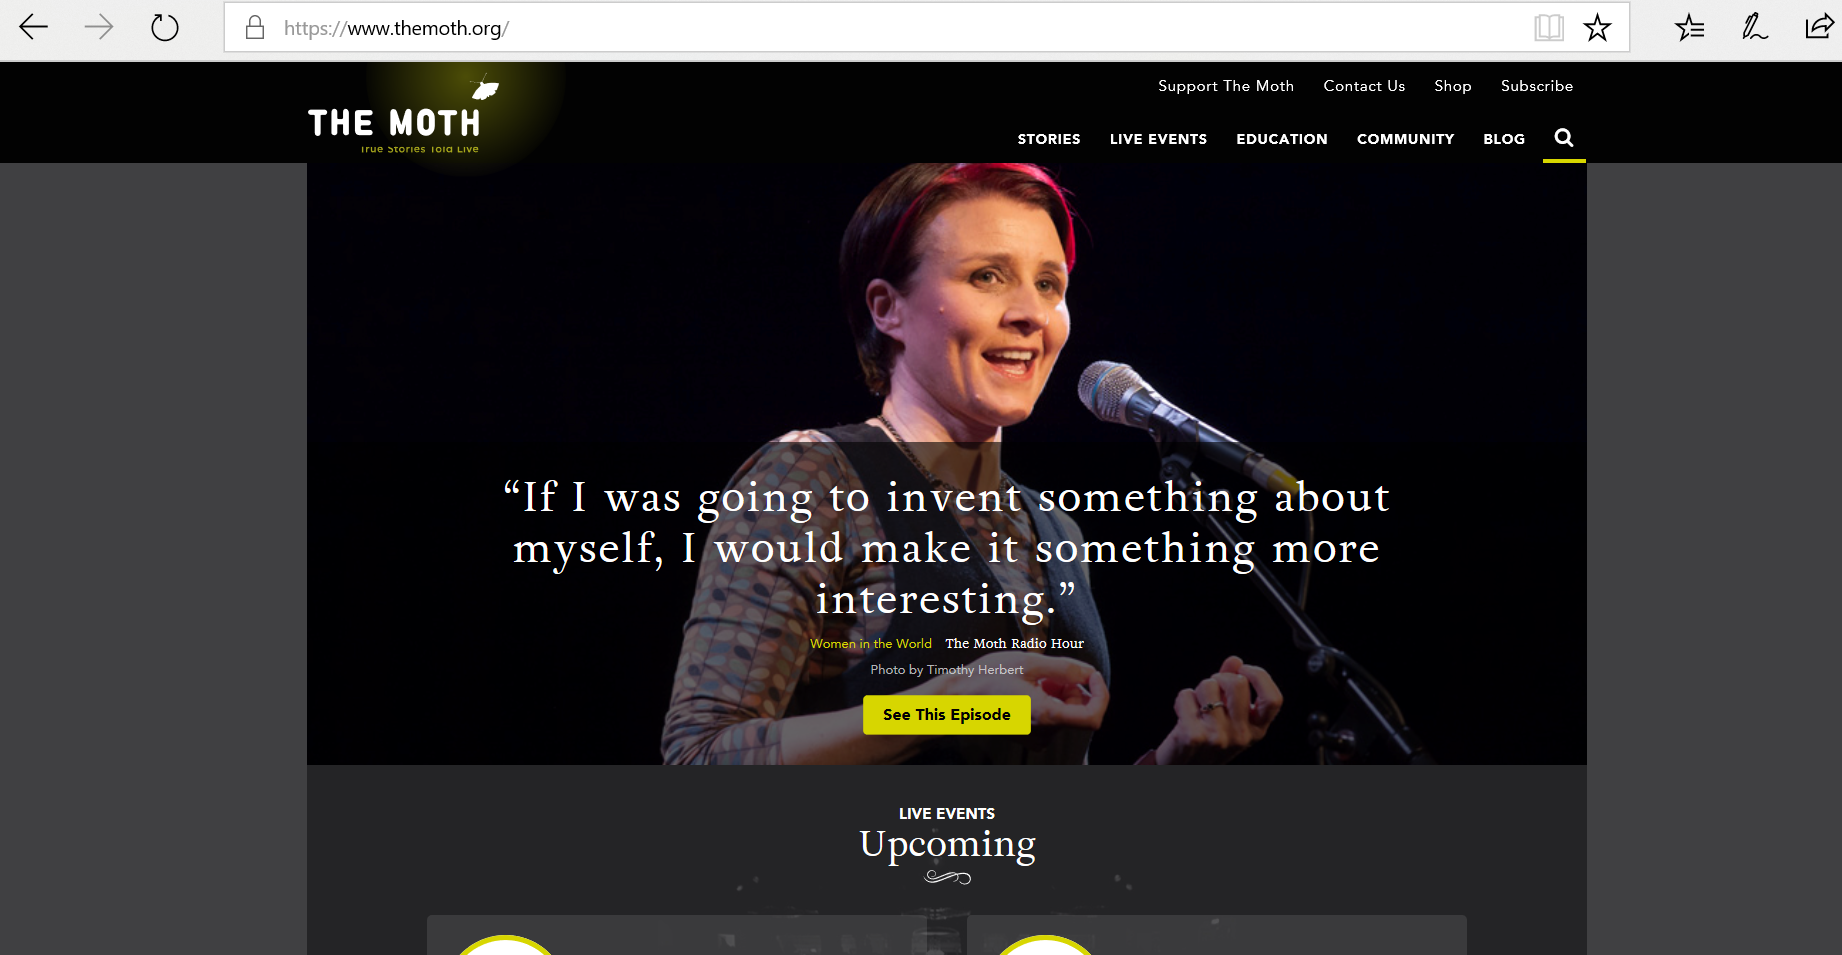 https://www.themoth.org/
Support The Moth
Contact Us
Shop
Subscribe
THE MOTH
True Stories Told Live
STORIES
LIVE EVENTS
EDUCATION
COMMUNITY
BLOG
“If I was going to invent something about
myself, I would make it something more
interesting.”
Women in the World The Moth Radio Hour
Photo by Timothy Herbert
See This Episode
LIVE EVENTS
Upcoming